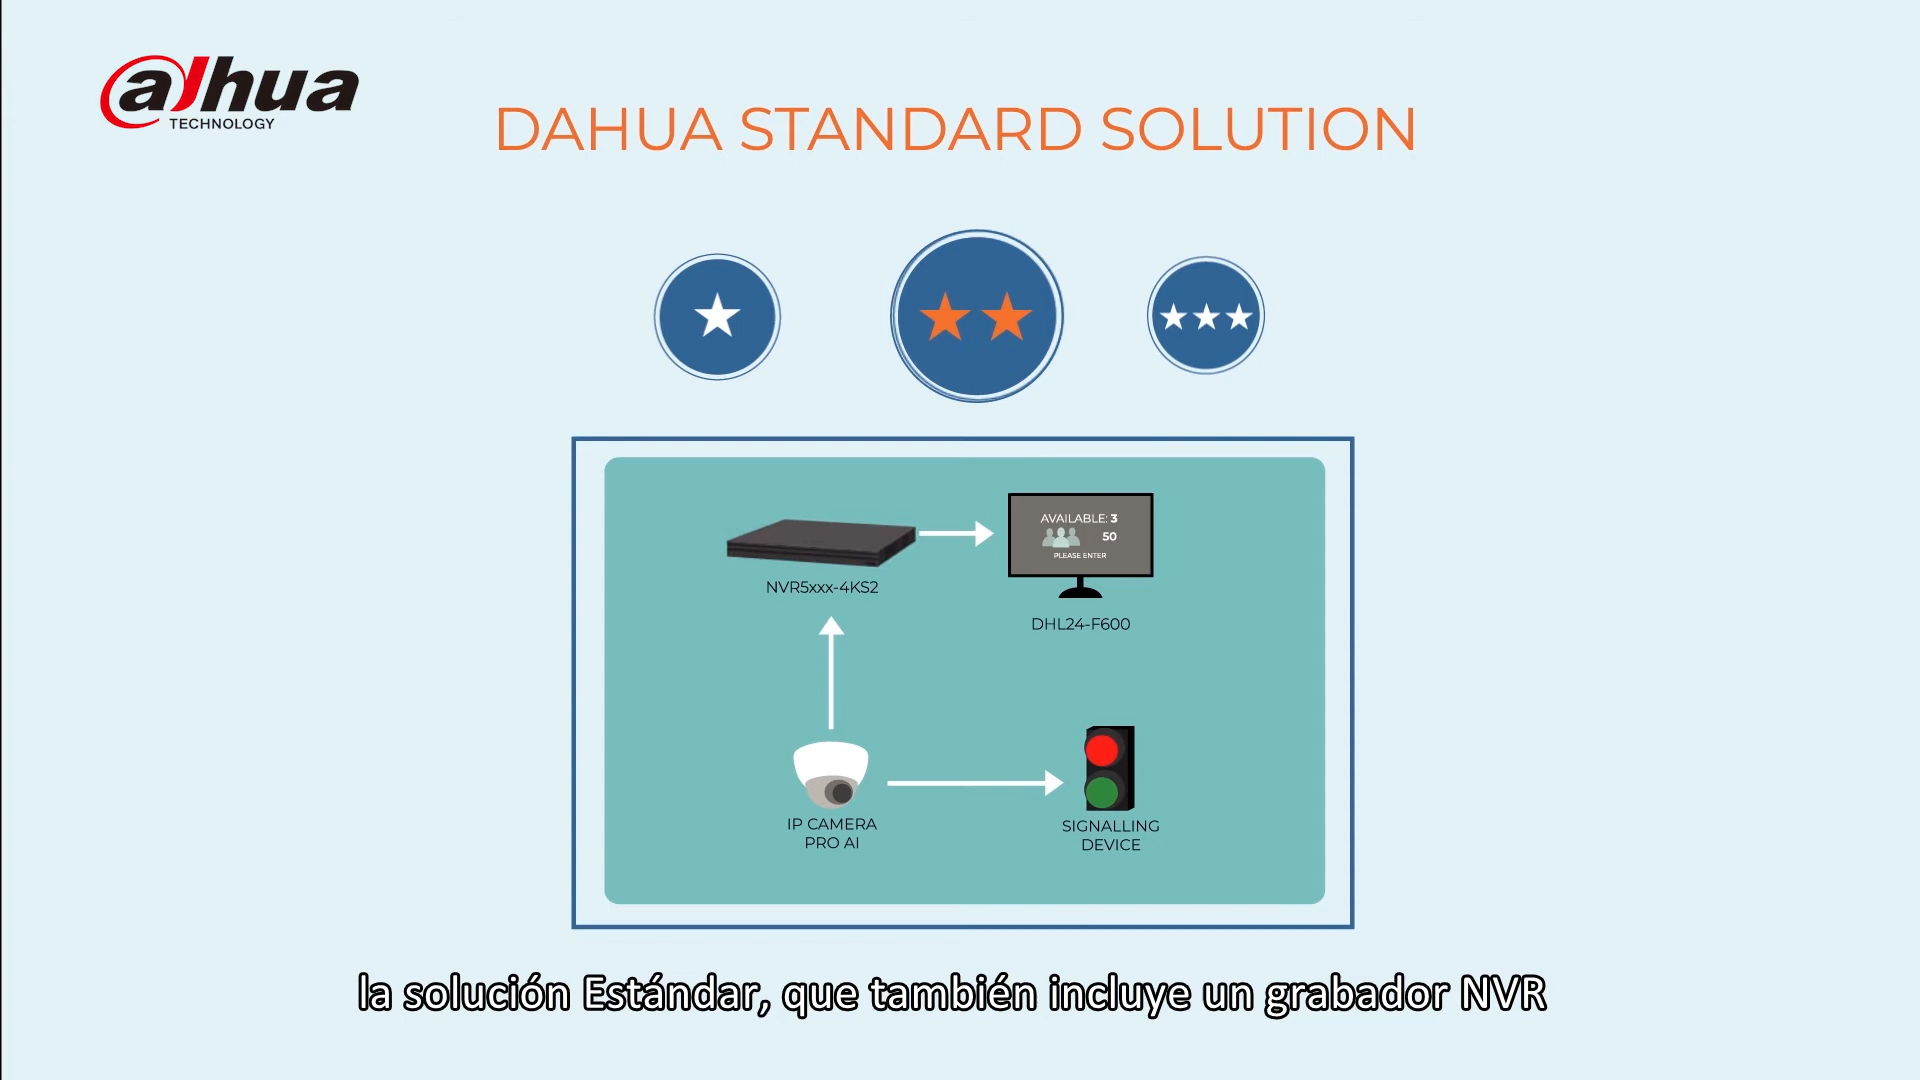 alhua
TECHNOLOGY
DAHUA STANDARD SOLUTION
AVAILABLE: 3
50
PLEASE ENTER
NVR5xxx-4KS2
DHL24-F600
IP CAMERA
PRO AI
SIGNALLING
DEVICE
la solución Estándar, que también incluye un grabador NVR